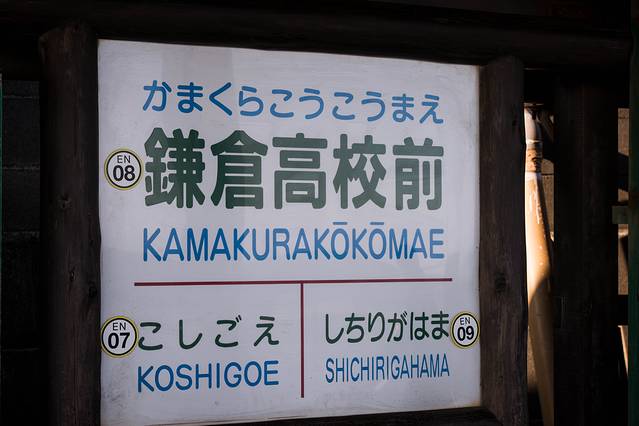 かまくらこうこうまえ
EN
08
鎌倉高校前
KAMAKURAKŌKŌMAE
EN
07
こしごえ
KOSHIGOE
しちりがはま
EN
09
SHICHIRIGAHAMA